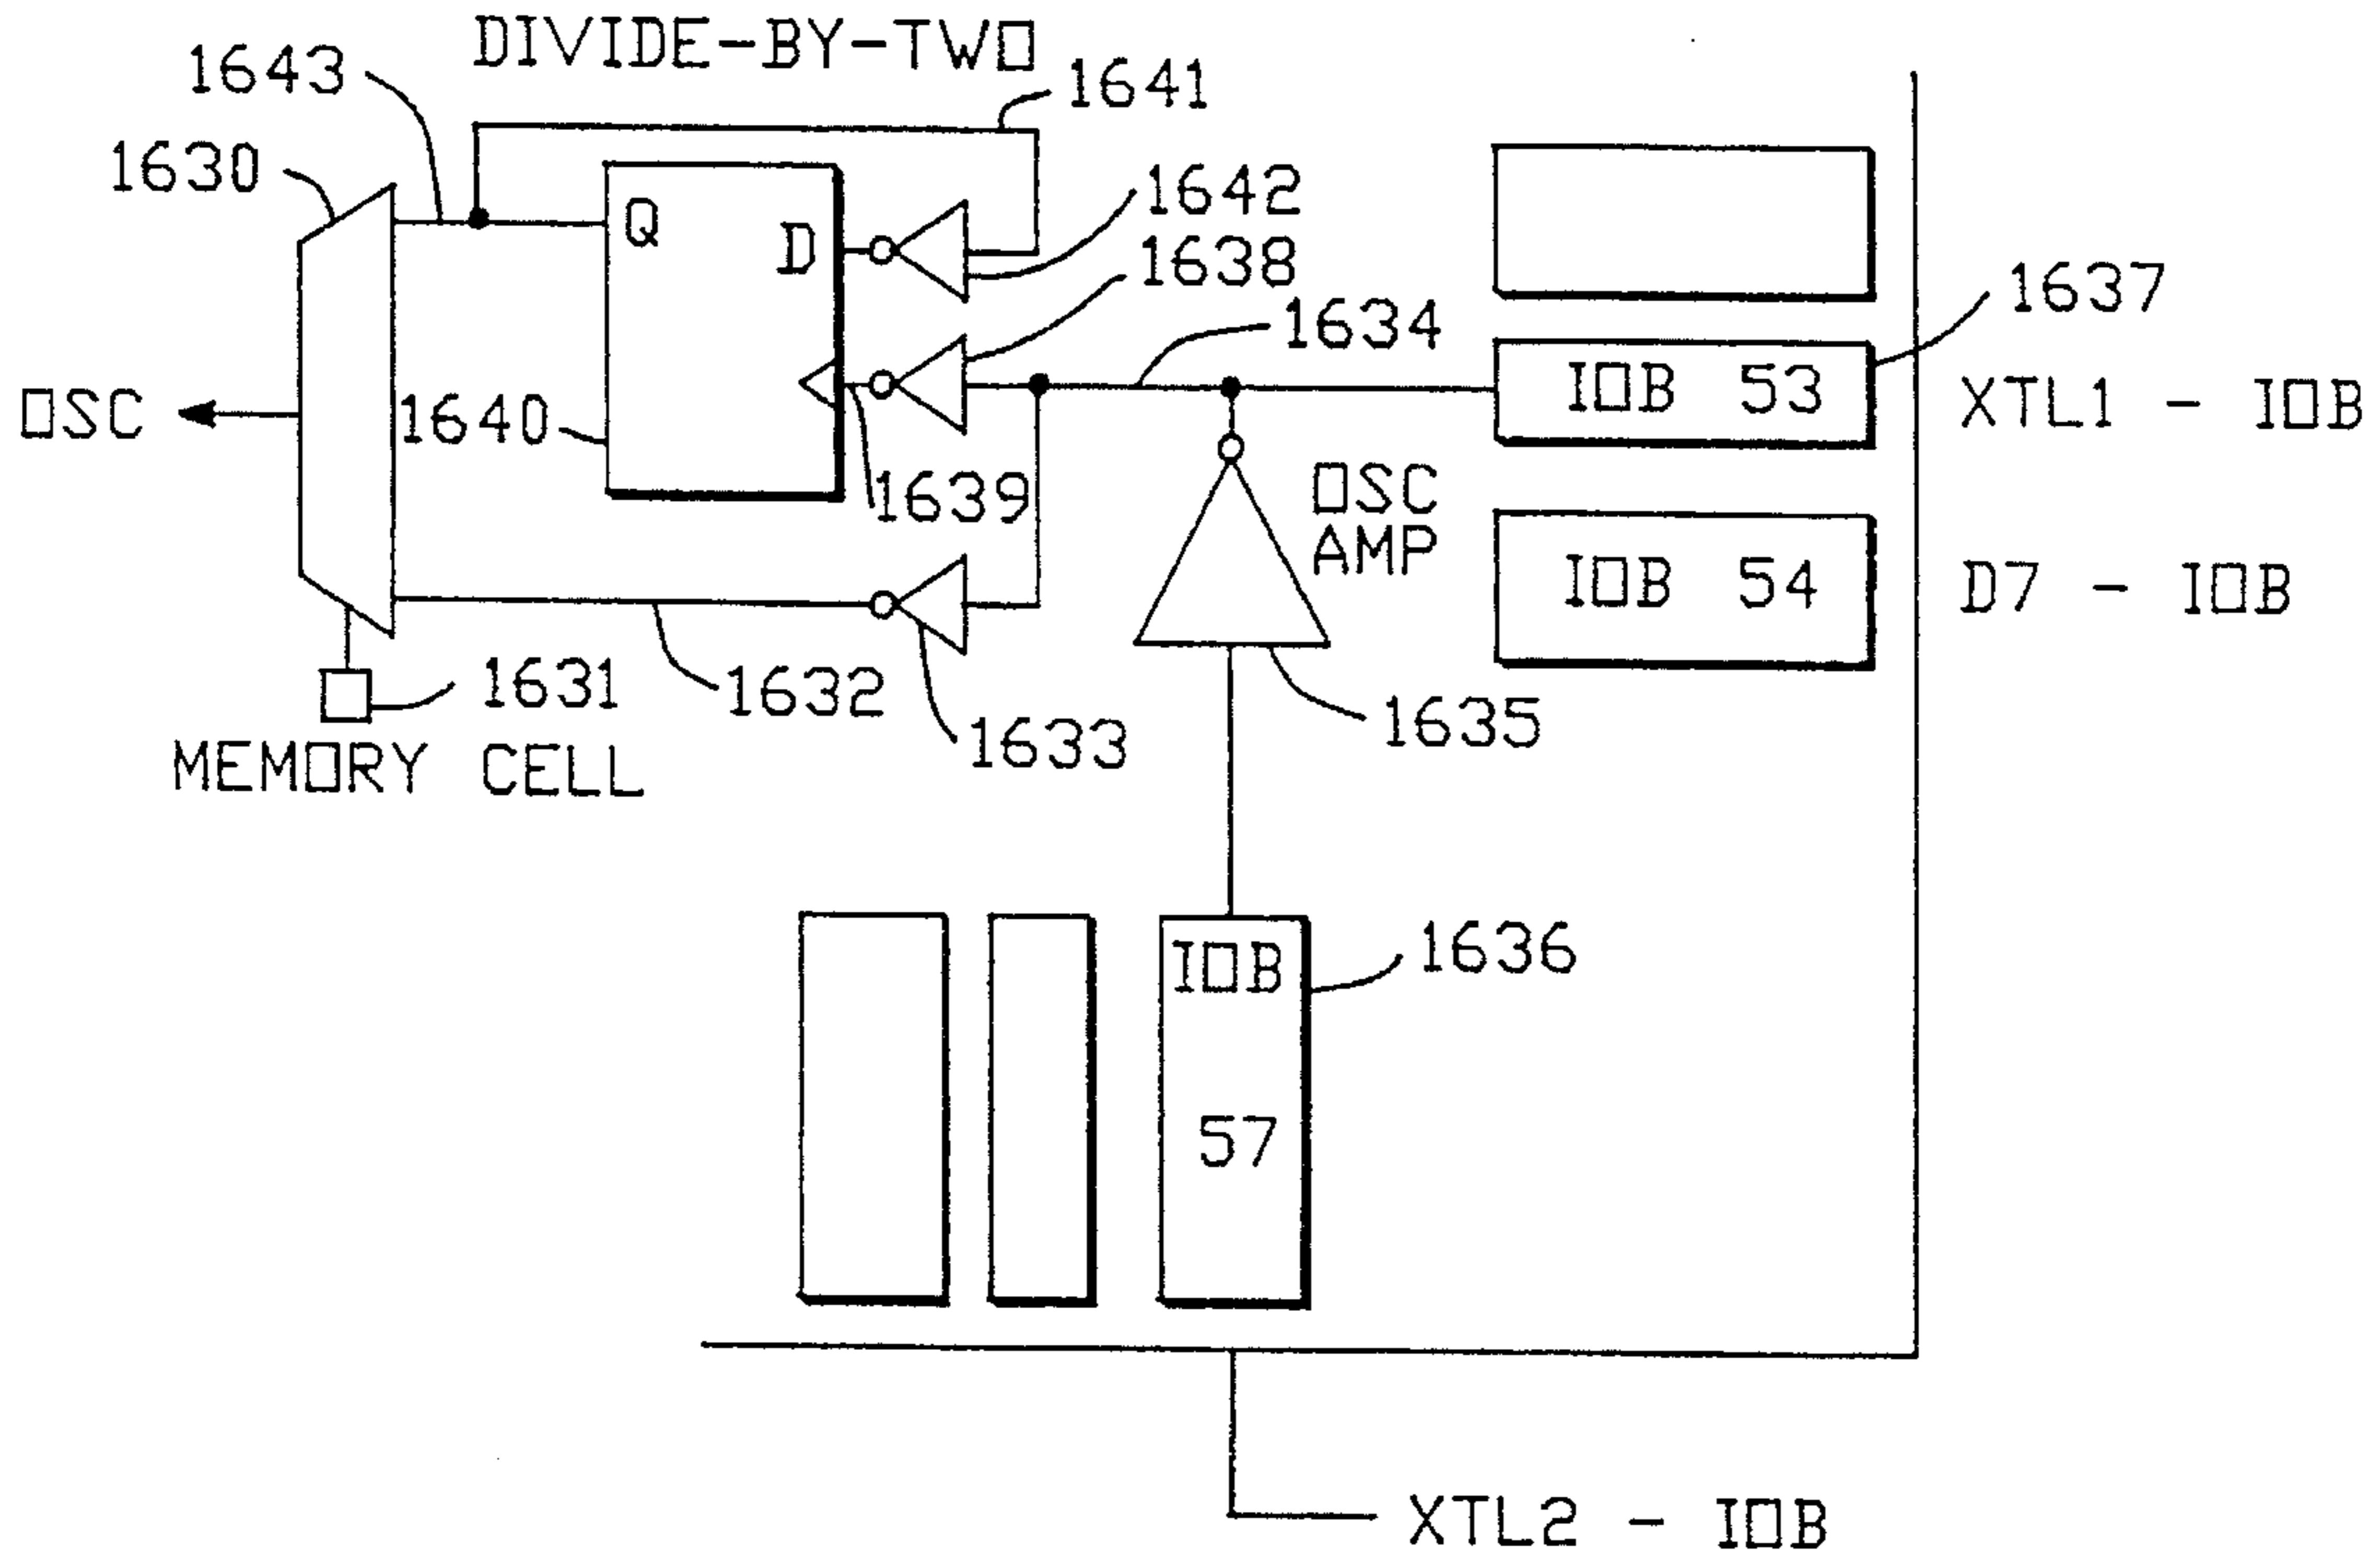 DIVIDE-BY-TWO
1643
1641
1630
1642
Q
D
1638
1637
1634
IOB 53
XTL1 - IOB
OSC
1640
1639
OSC
AMP
IOB 54
D7 - IOB
1631
1632
1633
1635
MEMORY CELL
IOB
57
1636
XTL2 - IOB